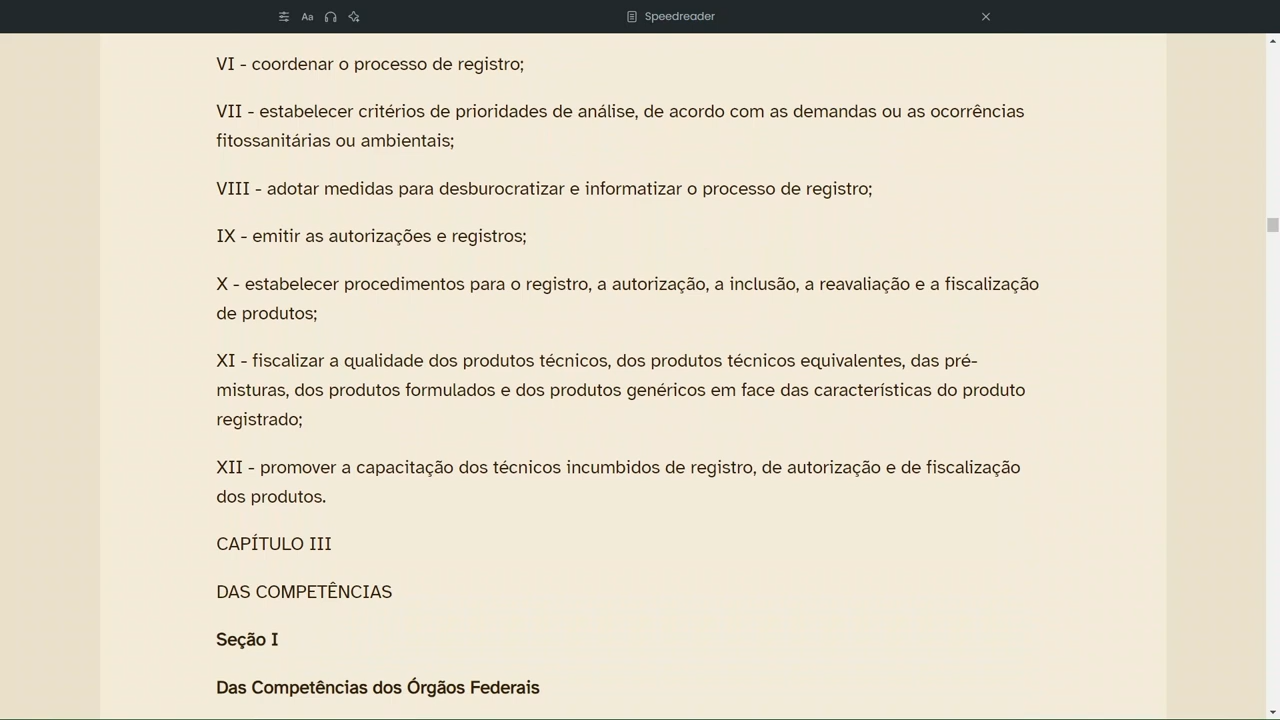 Aa
Speedreader
VI - coordenar o processo de registro;
VII - estabelecer critérios de prioridades de análise, de acordo com as demandas ou as ocorrências
fitossanitárias ou ambientais;
VIII - adotar medidas para desburocratizar e informatizar o processo de registro;
IX - emitir as autorizações e registros;
X - estabelecer procedimentos para o registro, a autorização, a inclusão, a reavaliação e a fiscalização
de produtos;
XI - fiscalizar a qualidade dos produtos técnicos, dos produtos técnicos equivalentes, das pré-
misturas, dos produtos formulados e dos produtos genéricos em face das características do produto
registrado;
XII - promover a capacitação dos técnicos incumbidos de registro, de autorização e de fiscalização
dos produtos.
CAPÍTULO III
DAS COMPETÊNCIAS
Seção I
Das Competências dos Órgãos Federais